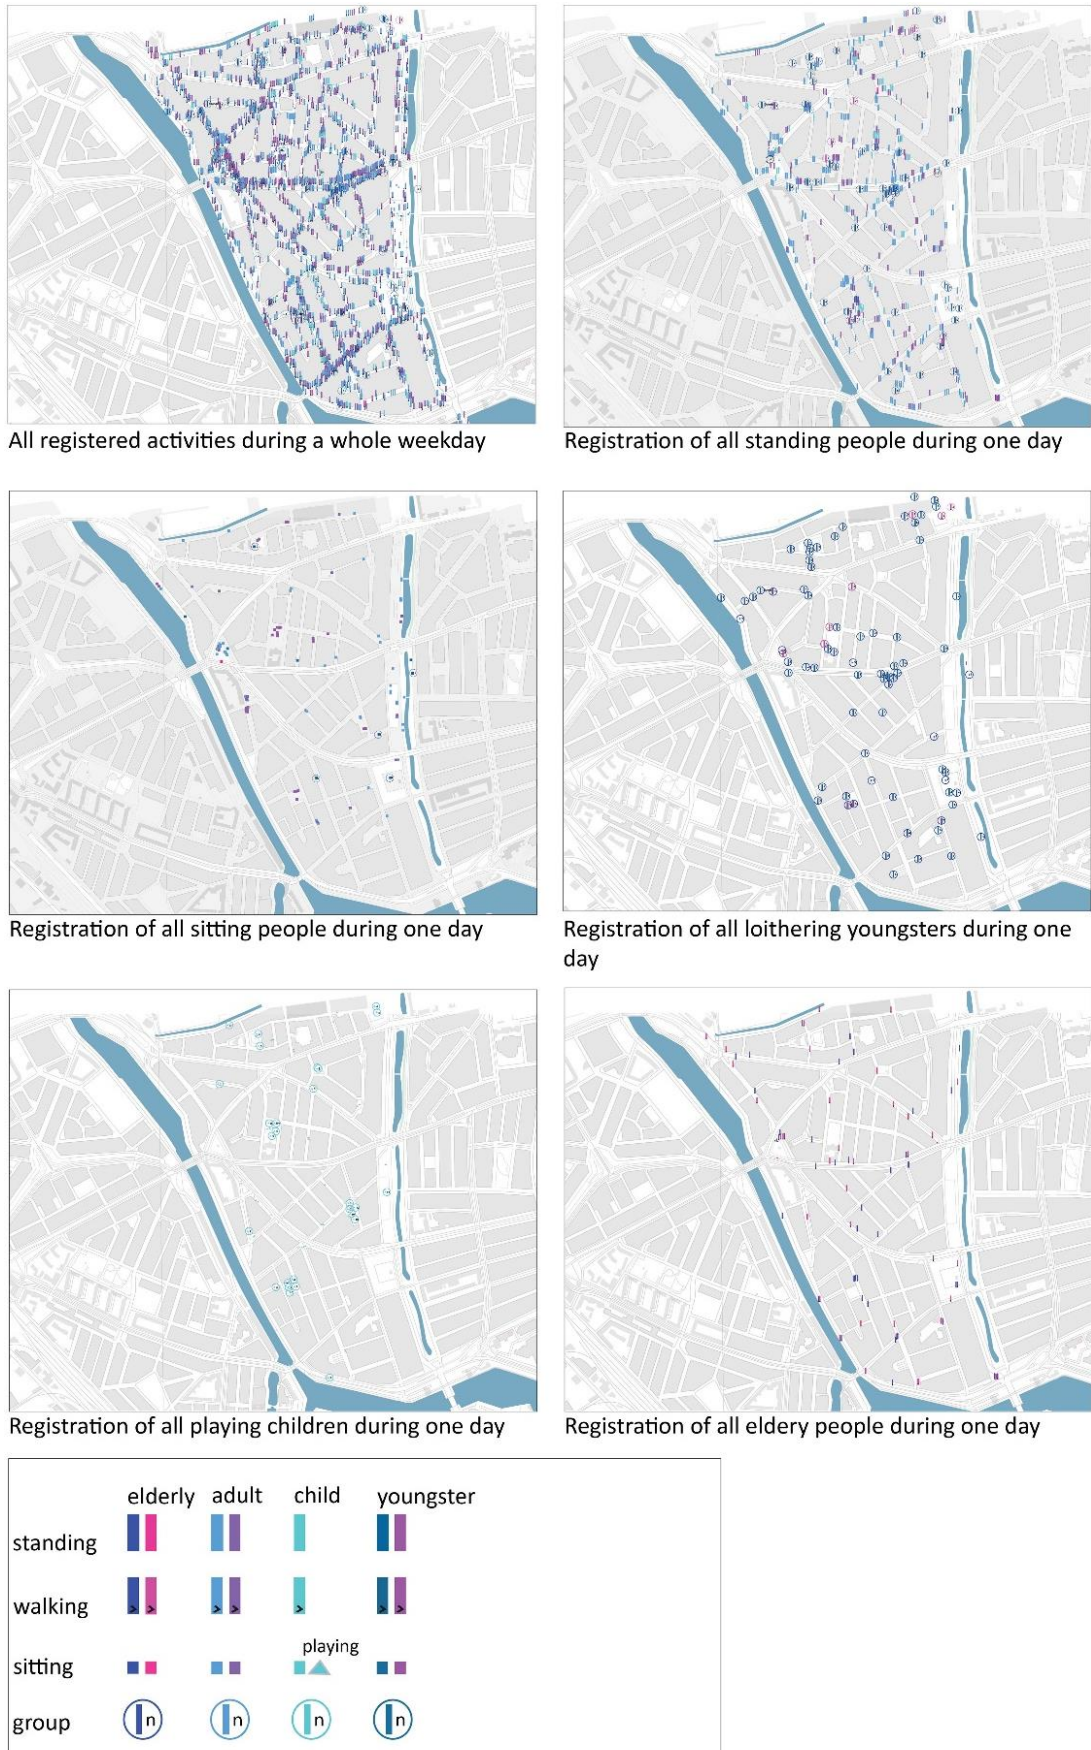 All registered activities during a whole weekday
Registration of all standing people during one day
Registration of all sitting people during one day
Registration of all loithering youngsters during one
day
Registration of all playing children during one day
Registration of all eldery people during one day
elderly adult child youngster
standing
walking
playing
sitting
group n n n n